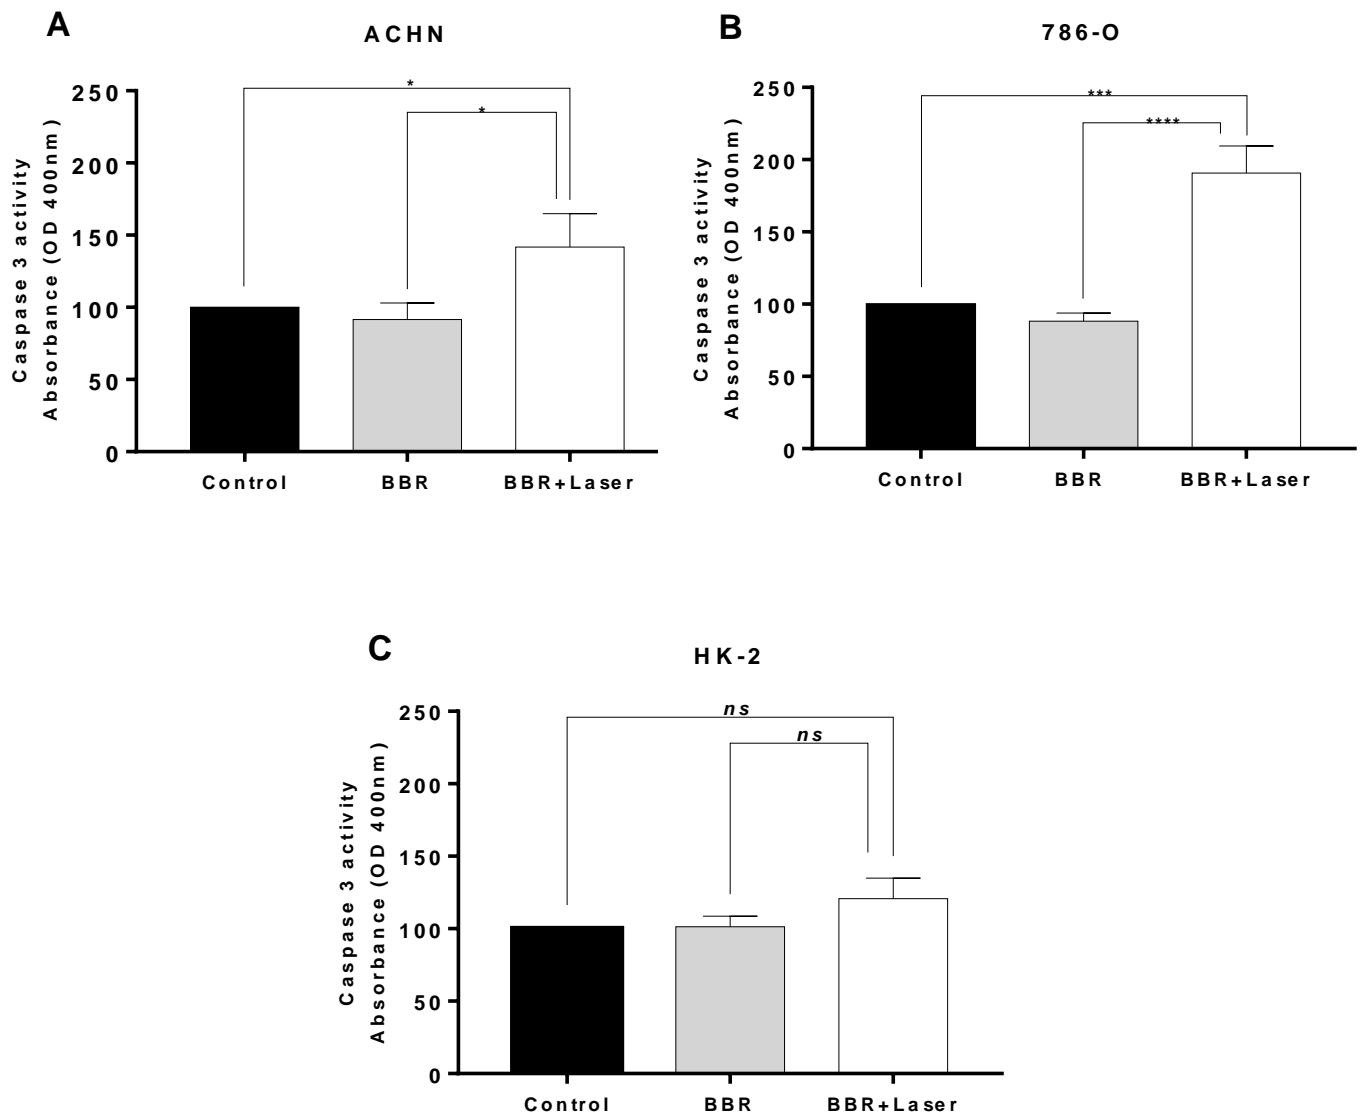 A
ACHN
Caspase 3 activity
Absorbance (OD 400nm)
250
200
150
100
50
0
*
*
Control BBR BBR+Laser
B
786-O
Caspase 3 activity
Absorbance (OD 400nm)
250
200
150
100
50
0
***
****
Control BBR BBR+Laser
C
HK-2
Caspase 3 activity
Absorbance (OD 400nm)
250
200
150
100
50
0
ns
ns
Control BBR BBR+Laser